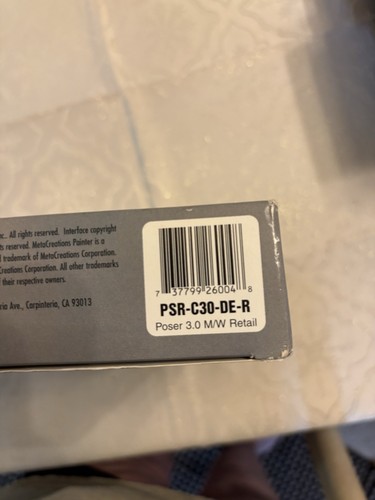 nc. All rights reserved. Interface copyright
ts reserved. MetaCreations Painter is a
trademark of MetaCreations Corporation.
Creations Corporation. All other trademarks
their respective owners.
ria Ave., Carpinteria, CA 93013
7 37799 26004 8
PSR-C30-DE-R
Poser 3.0 M/W Retail